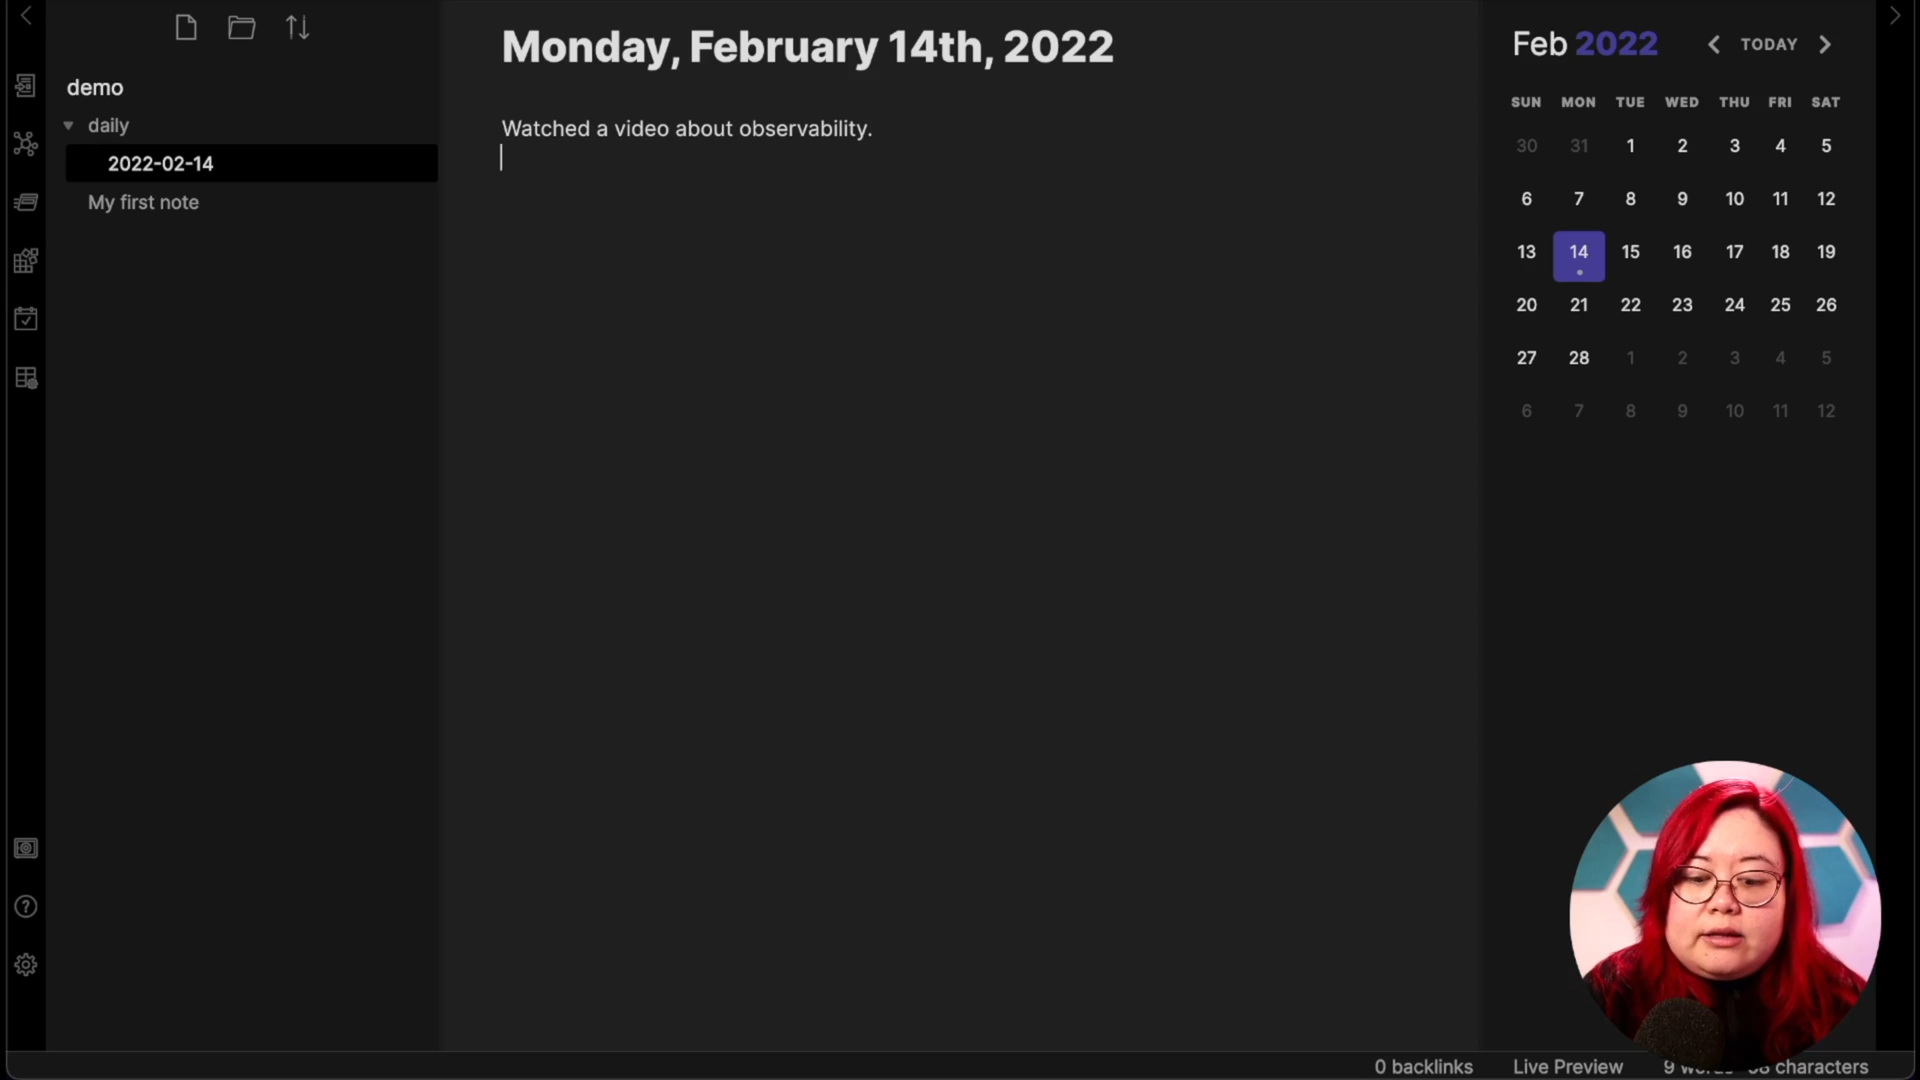 demo
daily
2022-02-14
My first note
Monday, February 14th, 2022
Watched a video about observability.
Feb 2022
TODAY
SUN MON TUE WED THU FRI SAT
30 31 1 2 3 4 5
6 7 8 9 10 11 12
13 14 15 16 17 18 19
20 21 22 23 24 25 26
27 28 1 2 3 4 5
6 7 8 9 10 11 12
0 backlinks
Live Preview
9
characters